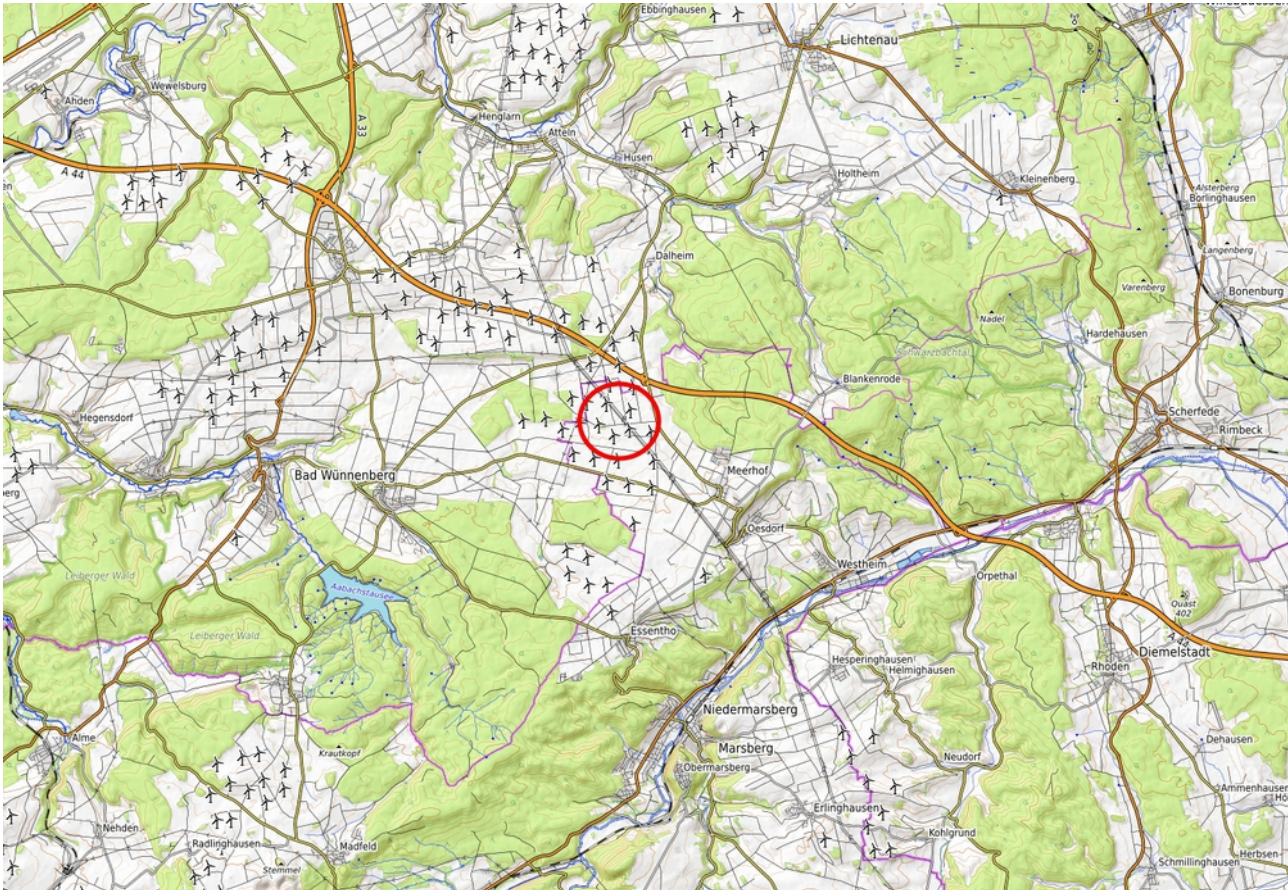 Ebbinghausen
Lichtenau
Wewelsburg
Ahden
A 33
Henglarn
Atteln
Husen
A 44
Holtheim
Kleinenberg
Alsterberg
Borlinghausen
Dalheim
Langenberg
Varenberg
Bonenburg
Nadel
Hardehausen
Schwarzbachtal
Blankenrode
Hegensdorf
Scherfede
Rimbeck
Bad Wünnenberg
Meerhof
Oesdorf
Westheim
Leiberger Wald
Orpethal
Aabachstausee
Quast
402
Leiberger Wald
Essentho
A 44
Diemelstadt
Hesperinghausen
Helmighausen
Rhoden
Niedermarsberg
Alme
Krautkopf
Marsberg
Dehausen
Neudorf
Obermarsberg
Ammenhausen
Erlinghausen
Nehden
Kohlgrund
Radlinghausen
Madfeld
Herbsen
Stemmel
Schmillinghausen